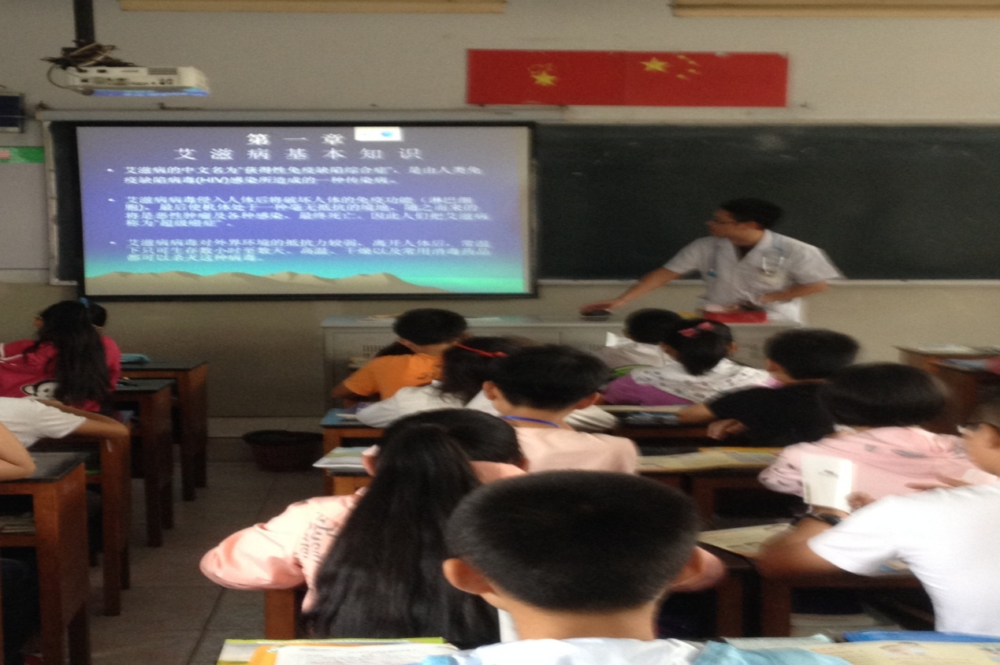 第一章
艾滋病基本知识
• 艾滋病的中文名为“获得性免疫缺陷综合症”，是由人类免
疫缺陷病毒(HIV)感染所造成的一种传染病。
• 艾滋病病毒侵入人体后将破坏人体的免疫功能（淋巴细
胞)，最后使机体处于一种毫无抵抗的境地，随之而来的
将是恶性肿瘤及各种感染，最终死亡，因此人们把艾滋病
称为“超级癌症”。
• 艾滋病病毒对外界环境的抵抗力较弱，离开人体后，常温
下只可生存数小时至数天，高温、干燥以及常用消毒药品
都可以杀灭这种病毒。